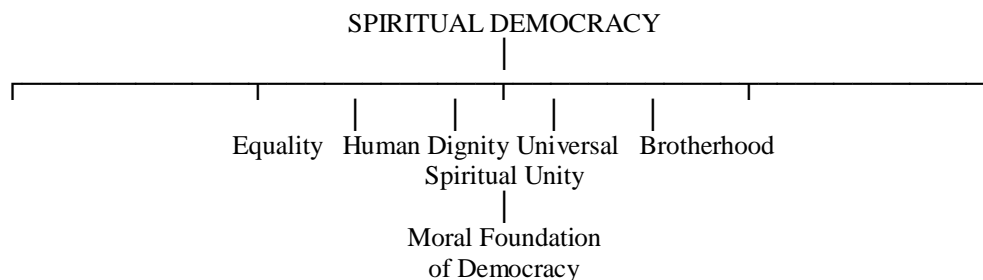 SPIRITUAL DEMOCRACY
Equality Human Dignity Universal Brotherhood
Spiritual Unity
Moral Foundation
of Democracy